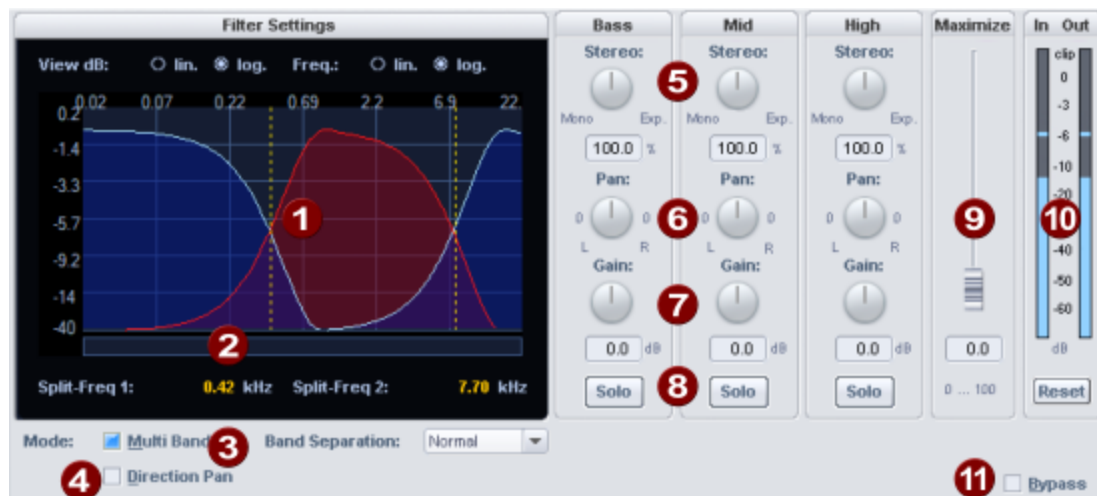 Filter Settings
Bass
Mid
High
Maximize
In Out
View dB: lin. log. Freq.: lin. log.
0.02 0.07 0.22 0.69 2.2 6.9 22.
0.2
-1.4
-3.3
-5.7
-9.2
-14
-40
1
2
Split-Freq 1: 0.42 kHz Split-Freq 2: 7.70 kHz
Stereo: Stereo: Stereo:
5
Mono Exp. Mono Exp. Mono Exp.
100.0 % 100.0 % 100.0 %
Pan: Pan: Pan:
6
0 0 0 0 0
L R L R L R
Gain: Gain: Gain:
7
0.0 dB 0.0 dB 0.0 dB
8
Solo Solo Solo
9
0.0
0 ... 100
clip
0
-3
-6
-10
-20
10
-40
-50
-60
dB
Reset
Mode: Multi Band
3
Band Separation: Normal
4
Direction Pan
11
Bypass